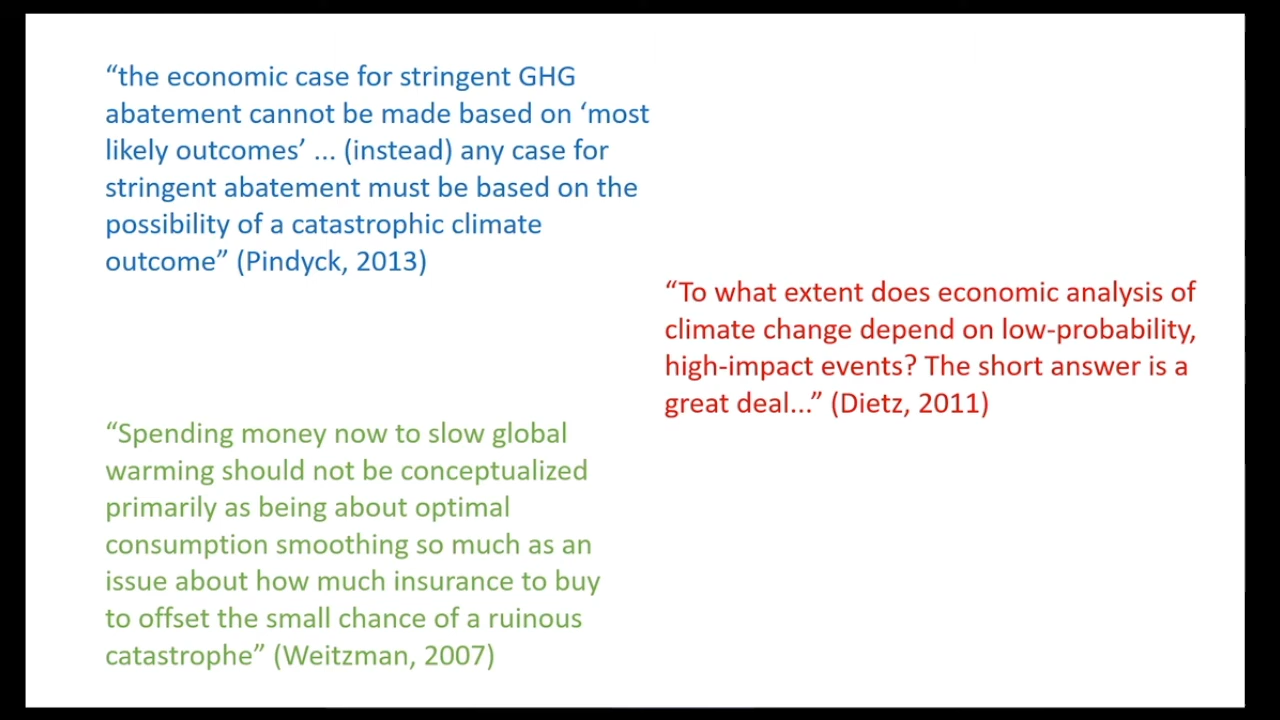 “the economic case for stringent GHG
abatement cannot be made based on ‘most
likely outcomes’ ... (instead) any case for
stringent abatement must be based on the
possibility of a catastrophic climate
outcome” (Pindyck, 2013)
“To what extent does economic analysis of
climate change depend on low-probability,
high-impact events? The short answer is a
great deal...” (Dietz, 2011)
“Spending money now to slow global
warming should not be conceptualized
primarily as being about optimal
consumption smoothing so much as an
issue about how much insurance to buy
to offset the small chance of a ruinous
catastrophe” (Weitzman, 2007)